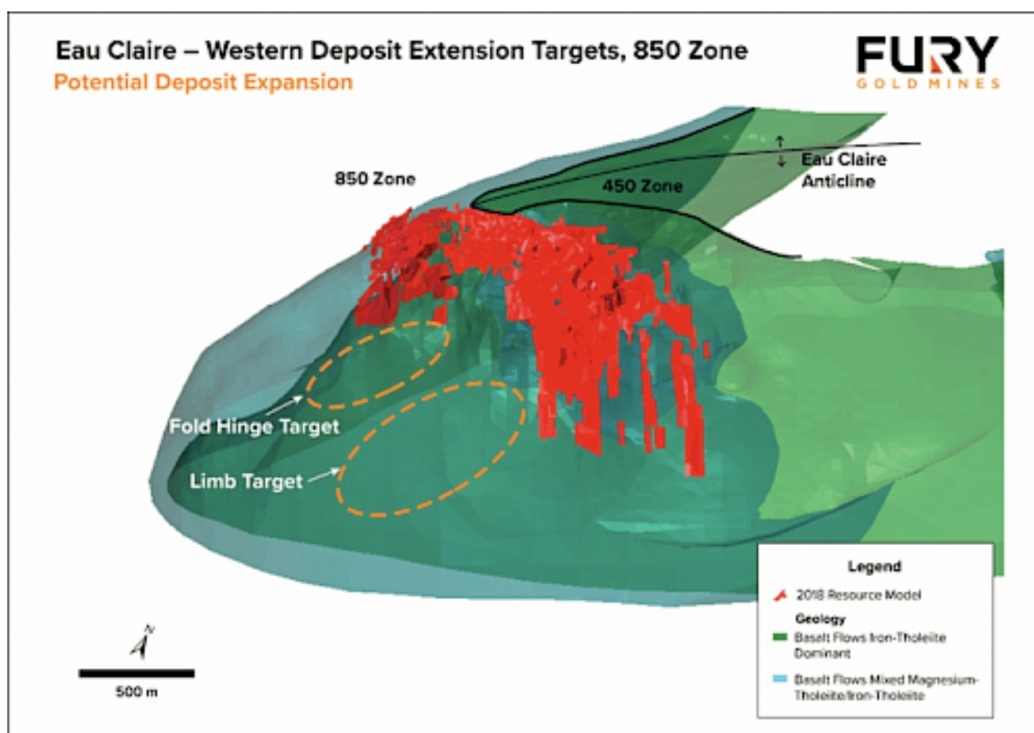 Eau Claire – Western Deposit Extension Targets, 850 Zone
Potential Deposit Expansion
FURY
GOLD MINES
850 Zone
450 Zone
Eau Claire
Anticline
Fold Hinge Target
Limb Target
N
500 m
Legend
2018 Resource Model
Geology
Basalt Flows Iron-Tholeiite
Dominant
Basalt Flows Mixed Magnesium-
Tholeiite/Iron-Tholeiite